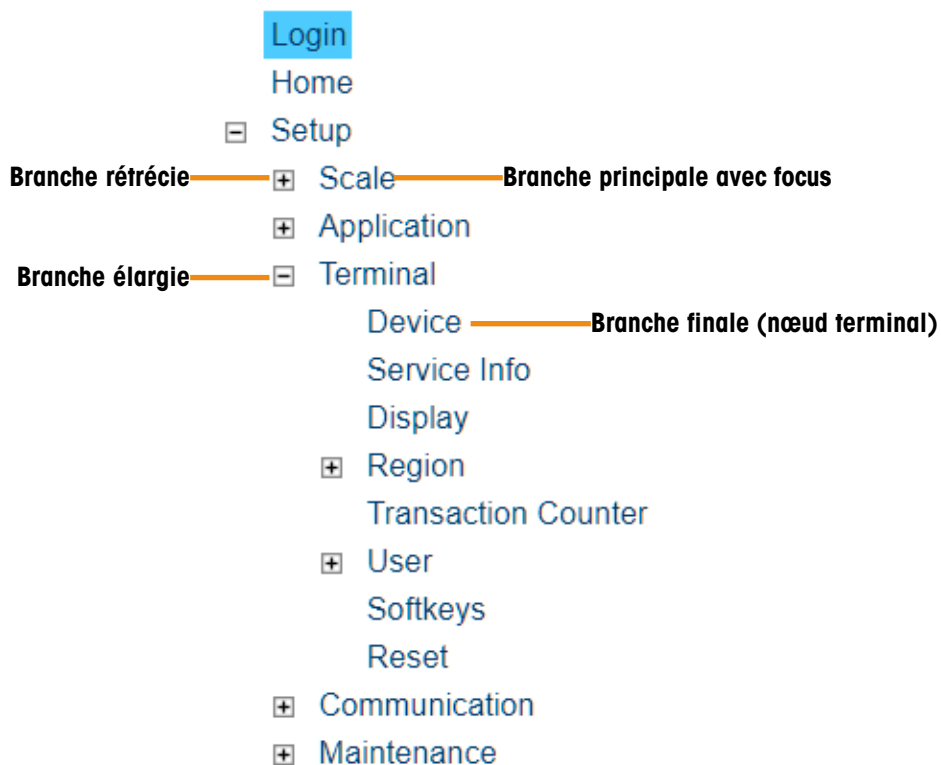 Login
Home
Setup
Branche rétrécie Scale Branche principale avec focus
Application
Branche élargie Terminal
Device Branche finale (nœud terminal)
Service Info
Display
Region
Transaction Counter
User
Softkeys
Reset
Communication
Maintenance